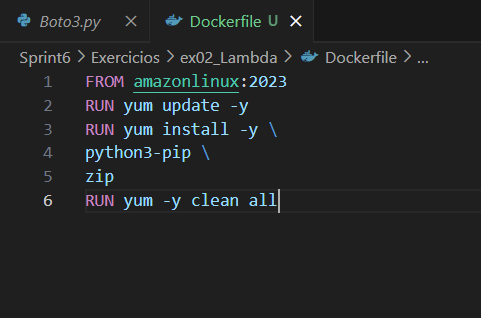 Boto3.py ×
Dockerfile U ×
Sprint6 > Exercicios > ex02_Lambda > Dockerfile > ...
1 FROM amazonlinux:2023
2 RUN yum update -y
3 RUN yum install -y \
4 python3-pip \
5 zip
6 RUN yum -y clean all